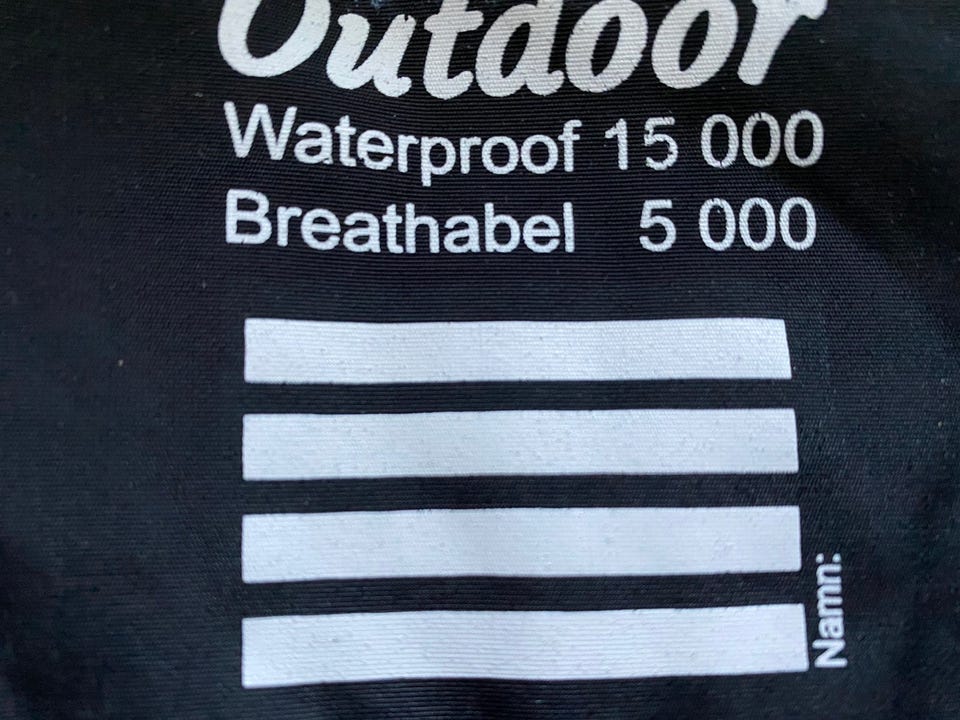 Outdoor
Waterproof 15 000
Breathabel 5 000
Namn: